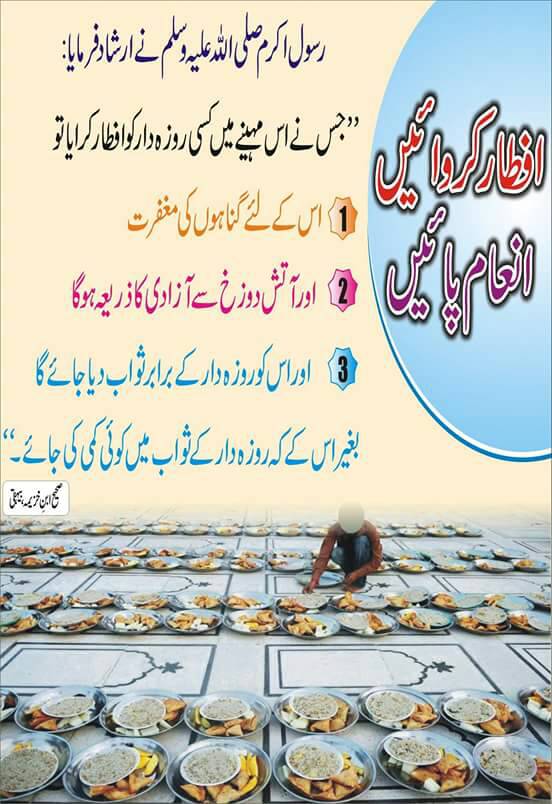 رسول اکرم صلی اللہ علیہ وسلم نے ارشاد فرمایا:
افطار کروائیں
انعام پائیں
”جس نے اس مہینے میں کسی روزہ دار کو افطار کرایا تو
1 اس کے لئے گناہوں کی مغفرت
2 اور آتش دوزخ سے آزادی کا ذریعہ ہوگا
3 اور اس کو روزہ دار کے برابر ثواب دیا جائے گا
بغیر اس کے کہ روزہ دار کے ثواب میں کوئی کمی کی جائے۔“
صحیح ابن خزیمہ، بیہقی